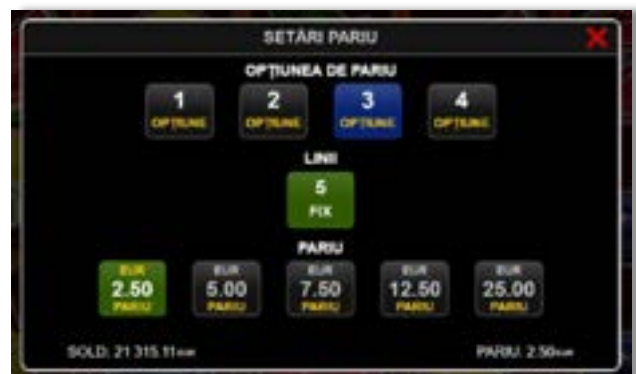 SETĂRI PARIU
OPȚIUNEA DE PARIU
1 2 3 4
OPȚIUNE OPȚIUNE OPȚIUNE OPȚIUNE
LINII
5
FIX
PARIU
EUR EUR EUR EUR EUR
2.50 5.00 7.50 12.50 25.00
PARIU PARIU PARIU PARIU PARIU
SOLD: 21 315.11 EUR PARIU: 2.50 EUR